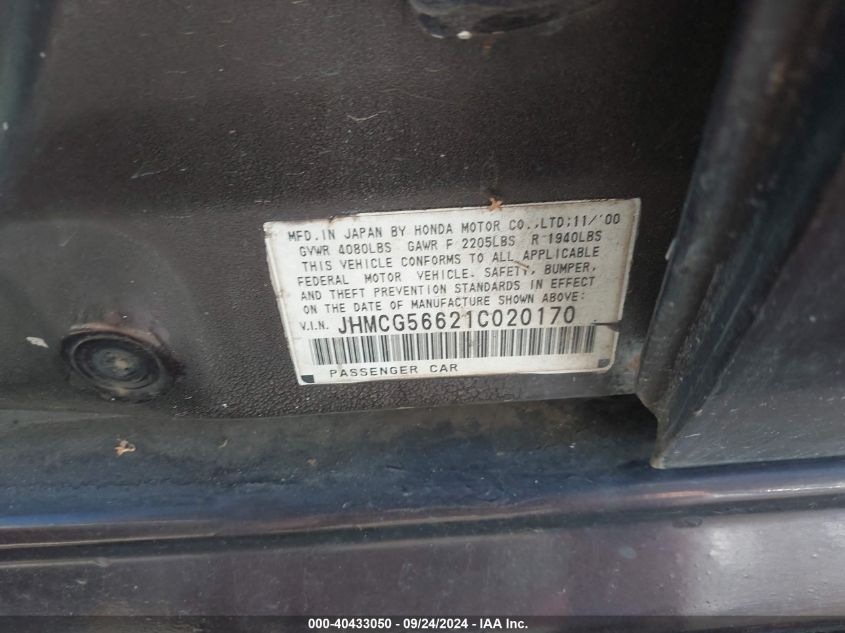 MFD. IN JAPAN BY HONDA MOTOR CO.,LTD;11/'00
GVWR 4080LBS GAWR F 2205LBS R 1940LBS
THIS VEHICLE CONFORMS TO ALL APPLICABLE
FEDERAL MOTOR VEHICLE. SAFETY, BUMPER,
AND THEFT PREVENTION STANDARDS IN EFFECT
ON THE DATE OF MANUFACTURE SHOWN ABOVE:
V.I.N. JHMCG56621C020170
PASSENGER CAR
000-40433050 - 09/24/2024 - IAA Inc.